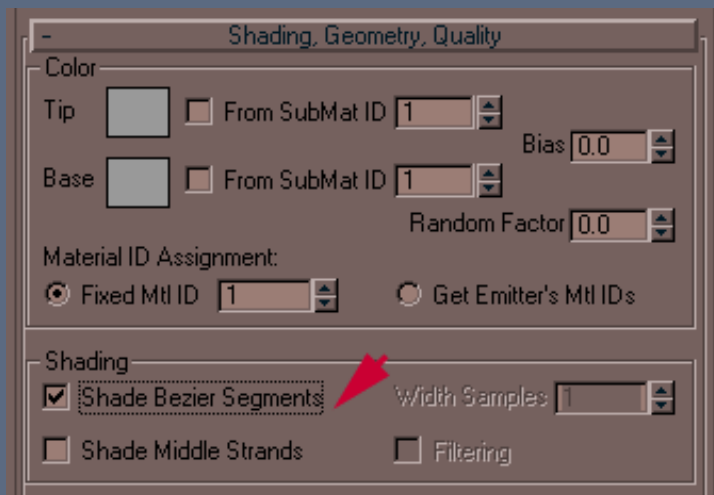 - Shading, Geometry, Quality
Color
Tip From SubMat ID 1
Bias 0.0
Base From SubMat ID 1
Random Factor 0.0
Material ID Assignment:
Fixed Mtl ID 1 Get Emitter's Mtl IDs
Shading
Shade Bezier Segments Width Samples 1
Shade Middle Strands Filtering